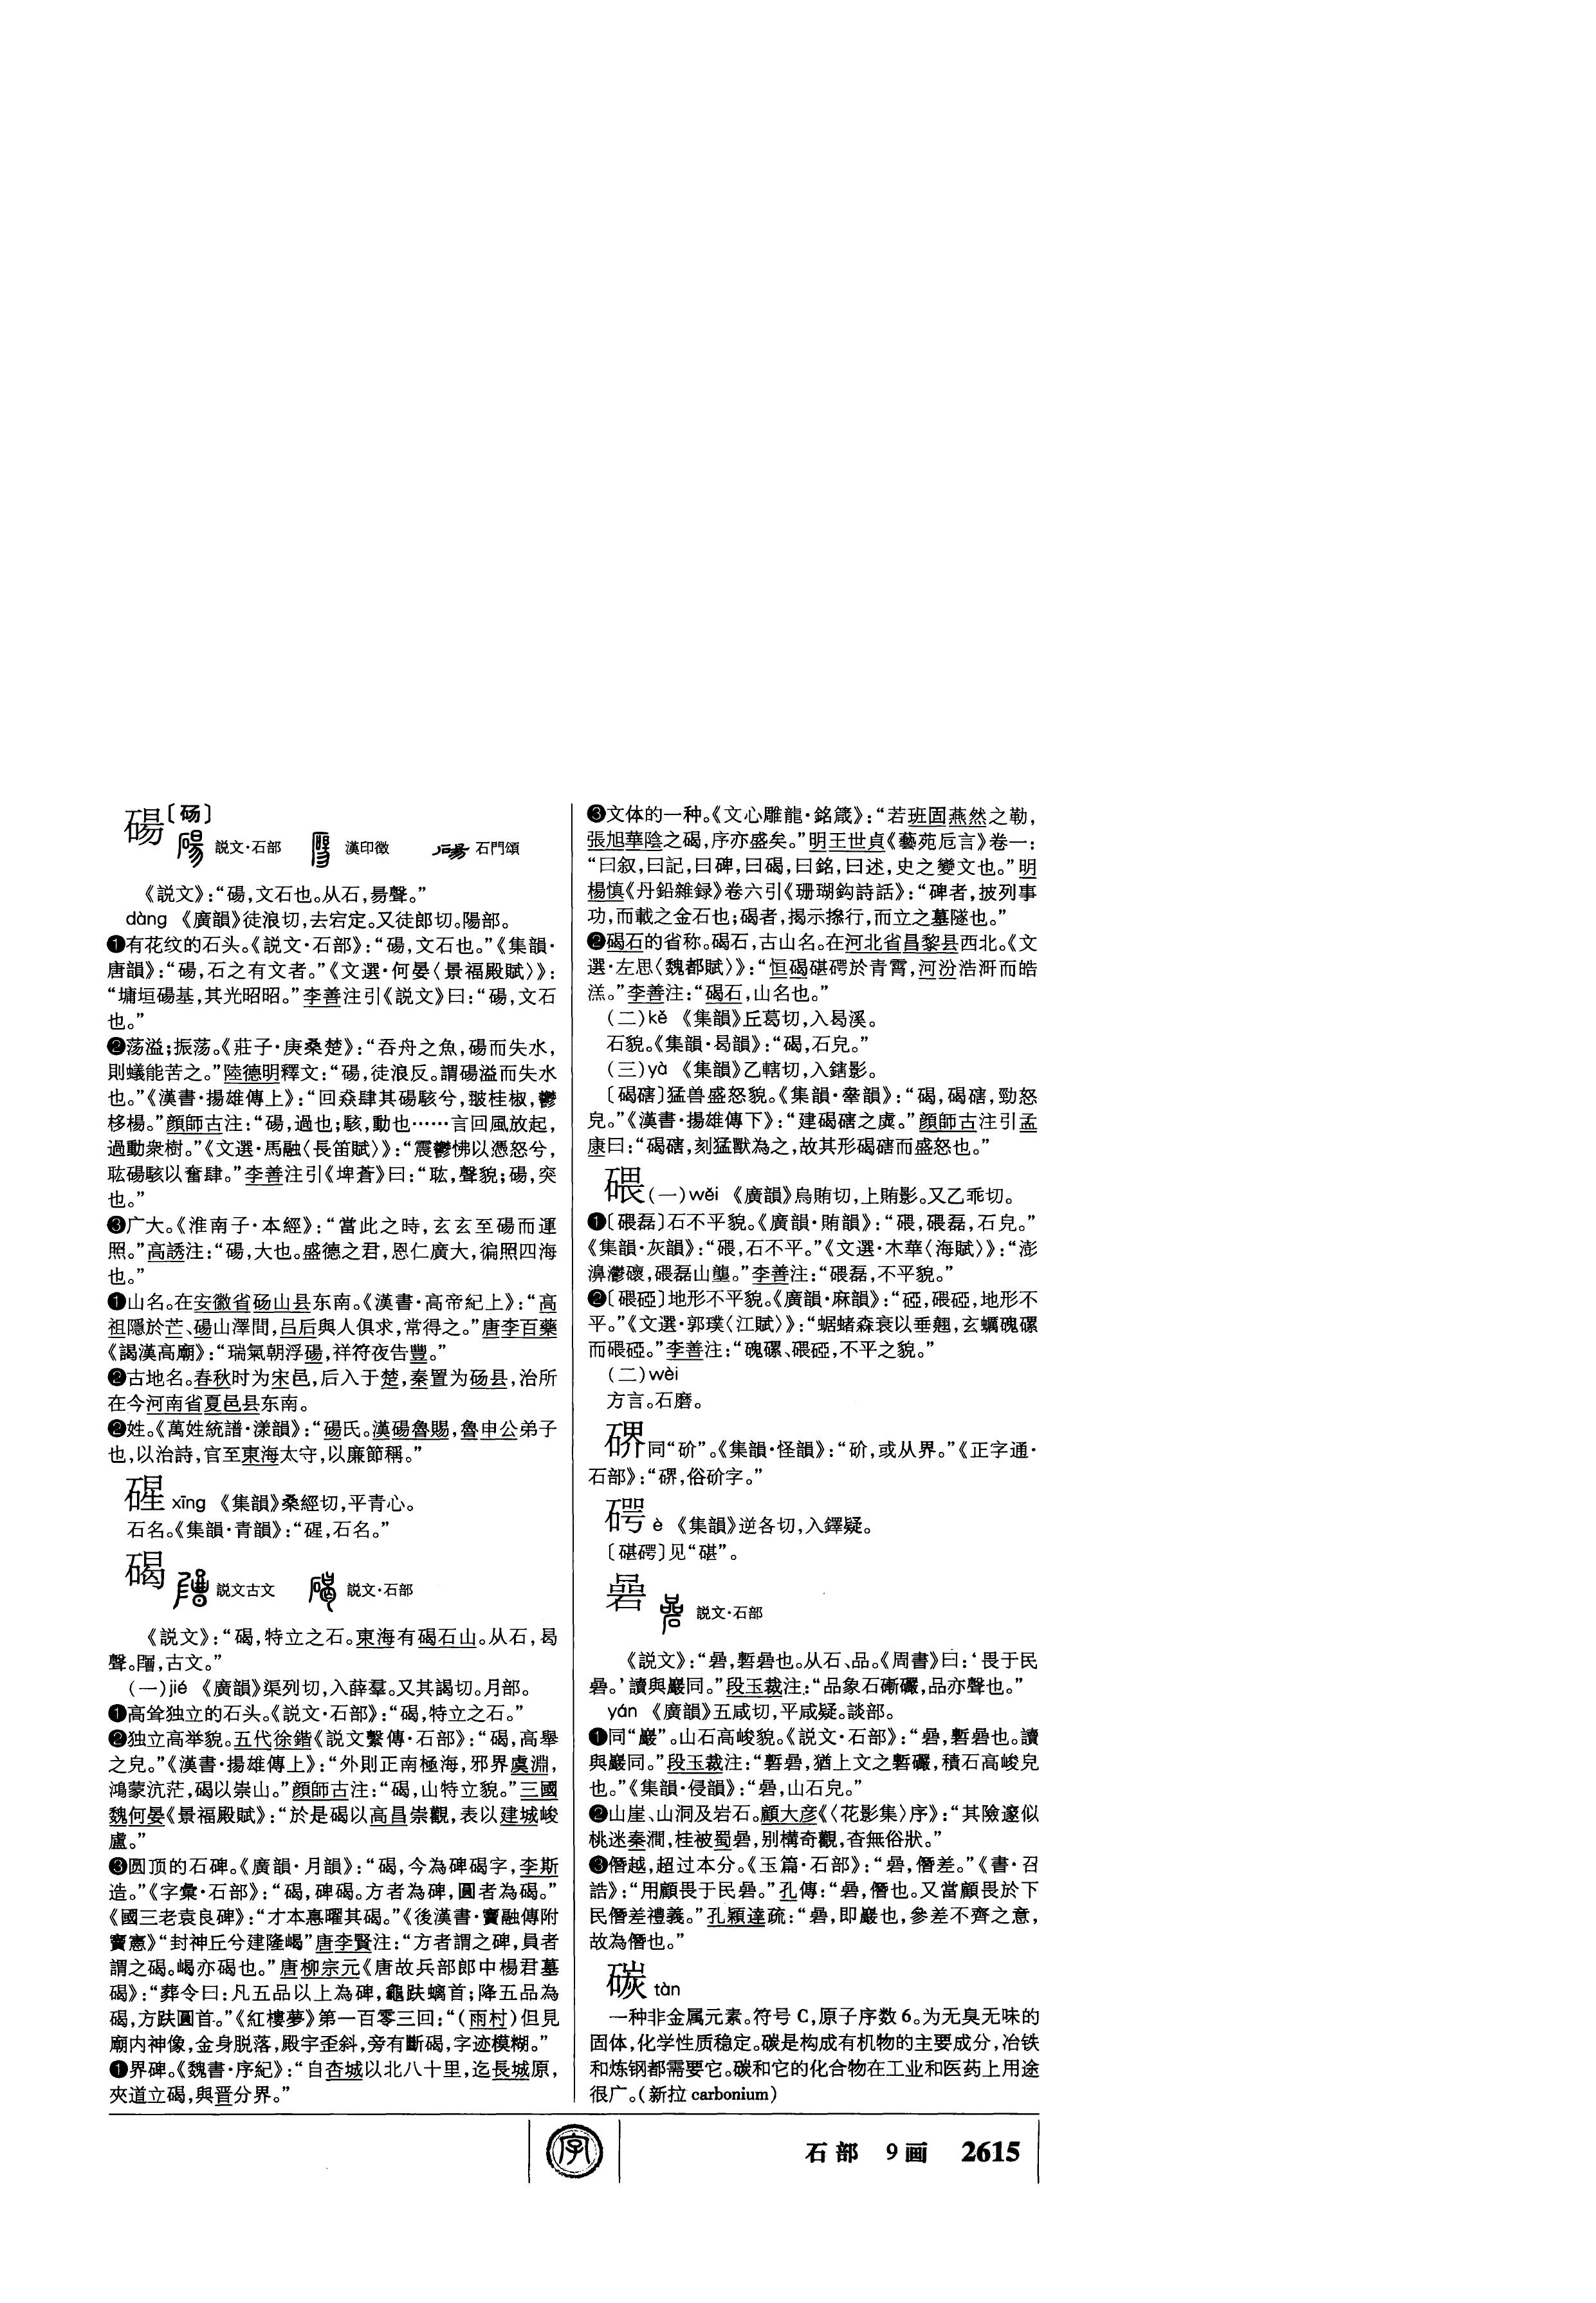 碭〔砀〕
説文·石部 漢印徵 石門頌
《説文》：“碭，文石也。从石，昜聲。”
dàng 《廣韻》徒浪切，去宕定。又徒郎切。陽部。
❶有花纹的石头。《説文·石部》：“碭，文石也。”《集韻·
唐韻》：“碭，石之有文者。”《文選·何晏〈景福殿賦〉》：
“墉垣碭基，其光昭昭。”李善注引《説文》曰：“碭，文石
也。”
❷荡溢；振荡。《莊子·庚桑楚》：“吞舟之魚，碭而失水，
則蟻能苦之。”陸德明釋文：“碭，徒浪反。謂碭溢而失水
也。”《漢書·揚雄傳上》：“回猋肆其碭駭兮，翍桂椒，鬱
栘楊。”顔師古注：“碭，過也；駭，動也……言回風放起，
過動衆樹。”《文選·馬融〈長笛賦〉》：“震鬱怫以憑怒兮，
耾碭駭以奮肆。”李善注引《埤蒼》曰：“耾，聲貌；碭，突
也。”
❸广大。《淮南子·本經》：“當此之時，玄玄至碭而運
照。”高誘注：“碭，大也。盛德之君，恩仁廣大，徧照四海
也。”
❶山名。在安徽省砀山县东南。《漢書·高帝紀上》：“高
祖隱於芒、碭山澤間，吕后與人俱求，常得之。”唐李百藥
《謁漢高廟》：“瑞氣朝浮碭，祥符夜告豐。”
❷古地名。春秋时为宋邑，后入于楚，秦置为砀县，治所
在今河南省夏邑县东南。
❷姓。《萬姓統譜·漾韻》：“碭氏。漢碭魯賜，魯申公弟子
也，以治詩，官至東海太守，以廉節稱。”
碹 xīng 《集韻》桑經切，平青心。
石名。《集韻·青韻》：“䃏，石名。”
碣
説文古文 説文·石部
《説文》：“碣，特立之石。東海有碣石山。从石，曷
聲。𥓐，古文。”
（一）jié 《廣韻》渠列切，入薛羣。又其謁切。月部。
❶高耸独立的石头。《説文·石部》：“碣，特立之石。”
❷独立高举貌。五代徐鍇《説文繫傳·石部》：“碣，高舉
之皃。”《漢書·揚雄傳上》：“外則正南極海，邪界虞淵，
鴻蒙沆茫，碣以崇山。”顔師古注：“碣，山特立貌。”三國
魏何晏《景福殿賦》：“於是碣以高昌崇觀，表以建城峻
廬。”
❸圆顶的石碑。《廣韻·月韻》：“碣，今為碑碣字，李斯
造。”《字彙·石部》：“碣，碑碣。方者為碑，圓者為碣。”
《國三老袁良碑》：“才本惪曜其碣。”《後漢書·竇融傳附
竇憲》“封神丘兮建隆嵑”唐李賢注：“方者謂之碑，員者
謂之碣。嵑亦碣也。”唐柳宗元《唐故兵部郎中楊君墓
碣》：“葬令曰：凡五品以上為碑，龜趺螭首；降五品為
碣，方趺圓首。”《紅樓夢》第一百零三回：“（雨村）但見
廟内神像，金身脱落，殿宇歪斜，旁有斷碣，字迹模糊。”
❶界碑。《魏書·序紀》：“自杏城以北八十里，迄長城原，
夾道立碣，與晋分界。”
❸文体的一种。《文心雕龍·銘箴》：“若班固燕然之勒，
張旭華陰之碣，序亦盛矣。”明王世貞《藝苑卮言》卷一：
“曰叙，曰記，曰碑，曰碣，曰銘，曰述，史之變文也。”明
楊慎《丹鉛雜録》卷六引《珊瑚鈎詩話》：“碑者，披列事
功，而載之金石也；碣者，揭示操行，而立之墓隧也。”
❷碣石的省称。碣石，古山名。在河北省昌黎县西北。《文
選·左思〈魏都賦〉》：“恒碣碪碍於青霄，河汾浩涆而皓
溔。”李善注：“碣石，山名也。”
（二）kě 《集韻》丘葛切，入曷溪。
石貌。《集韻·曷韻》：“碣，石皃。”
（三）yà 《集韻》乙轄切，入鎋影。
〔碣磍〕猛兽盛怒貌。《集韻·舝韻》：“碣，碣磍，勁怒
皃。”《漢書·揚雄傳下》：“建碣磍之虡。”顔師古注引孟
康曰：“碣磍，刻猛獸為之，故其形碣磍而盛怒也。”
碨（一）wěi 《廣韻》烏賄切，上賄影。又乙乖切。
❶〔碨磊〕石不平貌。《廣韻·賄韻》：“碨，碨磊，石皃。”
《集韻·灰韻》：“碨，石不平。”《文選·木華〈海賦〉》：“澎
濞灪礚，碨磊山壟。”李善注：“碨磊，不平貌。”
❷〔碨砈〕地形不平貌。《廣韻·麻韻》：“砈，碨砈，地形不
平。”《文選·郭璞〈江賦〉》：“蜛蝫森衰以垂翹，玄蠣磈磥
而碨砈。”李善注：“磈磥、碨砈，不平之貌。”
（二）wèi
方言。石磨。
𥔅同“砎”。《集韻·怪韻》：“砎，或从界。”《正字通·
石部》：“𥔅，俗砎字。”
碍 è 《集韻》逆各切，入鐸疑。
〔碪碍〕见“碪”。
碞
説文·石部
《説文》：“碞，磛碞也。从石、品。《周書》曰：‘畏于民
碞。’讀與巖同。”段玉裁注：“品象石磛礹，品亦聲也。”
yán 《廣韻》五咸切，平咸疑。談部。
❶同“巖”。山石高峻貌。《説文·石部》：“碞，磛碞也。讀
與巖同。”段玉裁注：“磛碞，猶上文之磛礹，積石高峻皃
也。”《集韻·侵韻》：“碞，山石皃。”
❷山崖、山洞及岩石。顧大彦《〈花影集〉序》：“其險邃似
桃迷秦澗，桂被蜀碞，别構奇觀，杳無俗狀。”
❸僭越，超过本分。《玉篇·石部》：“碞，僭差。”《書·召
誥》：“用顧畏于民碞。”孔傳：“碞，僭也。又當顧畏於下
民僭差禮義。”孔穎達疏：“碞，即巖也，參差不齊之意，
故為僭也。”
碳 tàn
一种非金属元素。符号 C，原子序数 6。为无臭无味的
固体，化学性质稳定。碳是构成有机物的主要成分，冶铁
和炼钢都需要它。碳和它的化合物在工业和医药上用途
很广。（新拉 carbonium）
字
石部 9画 2615